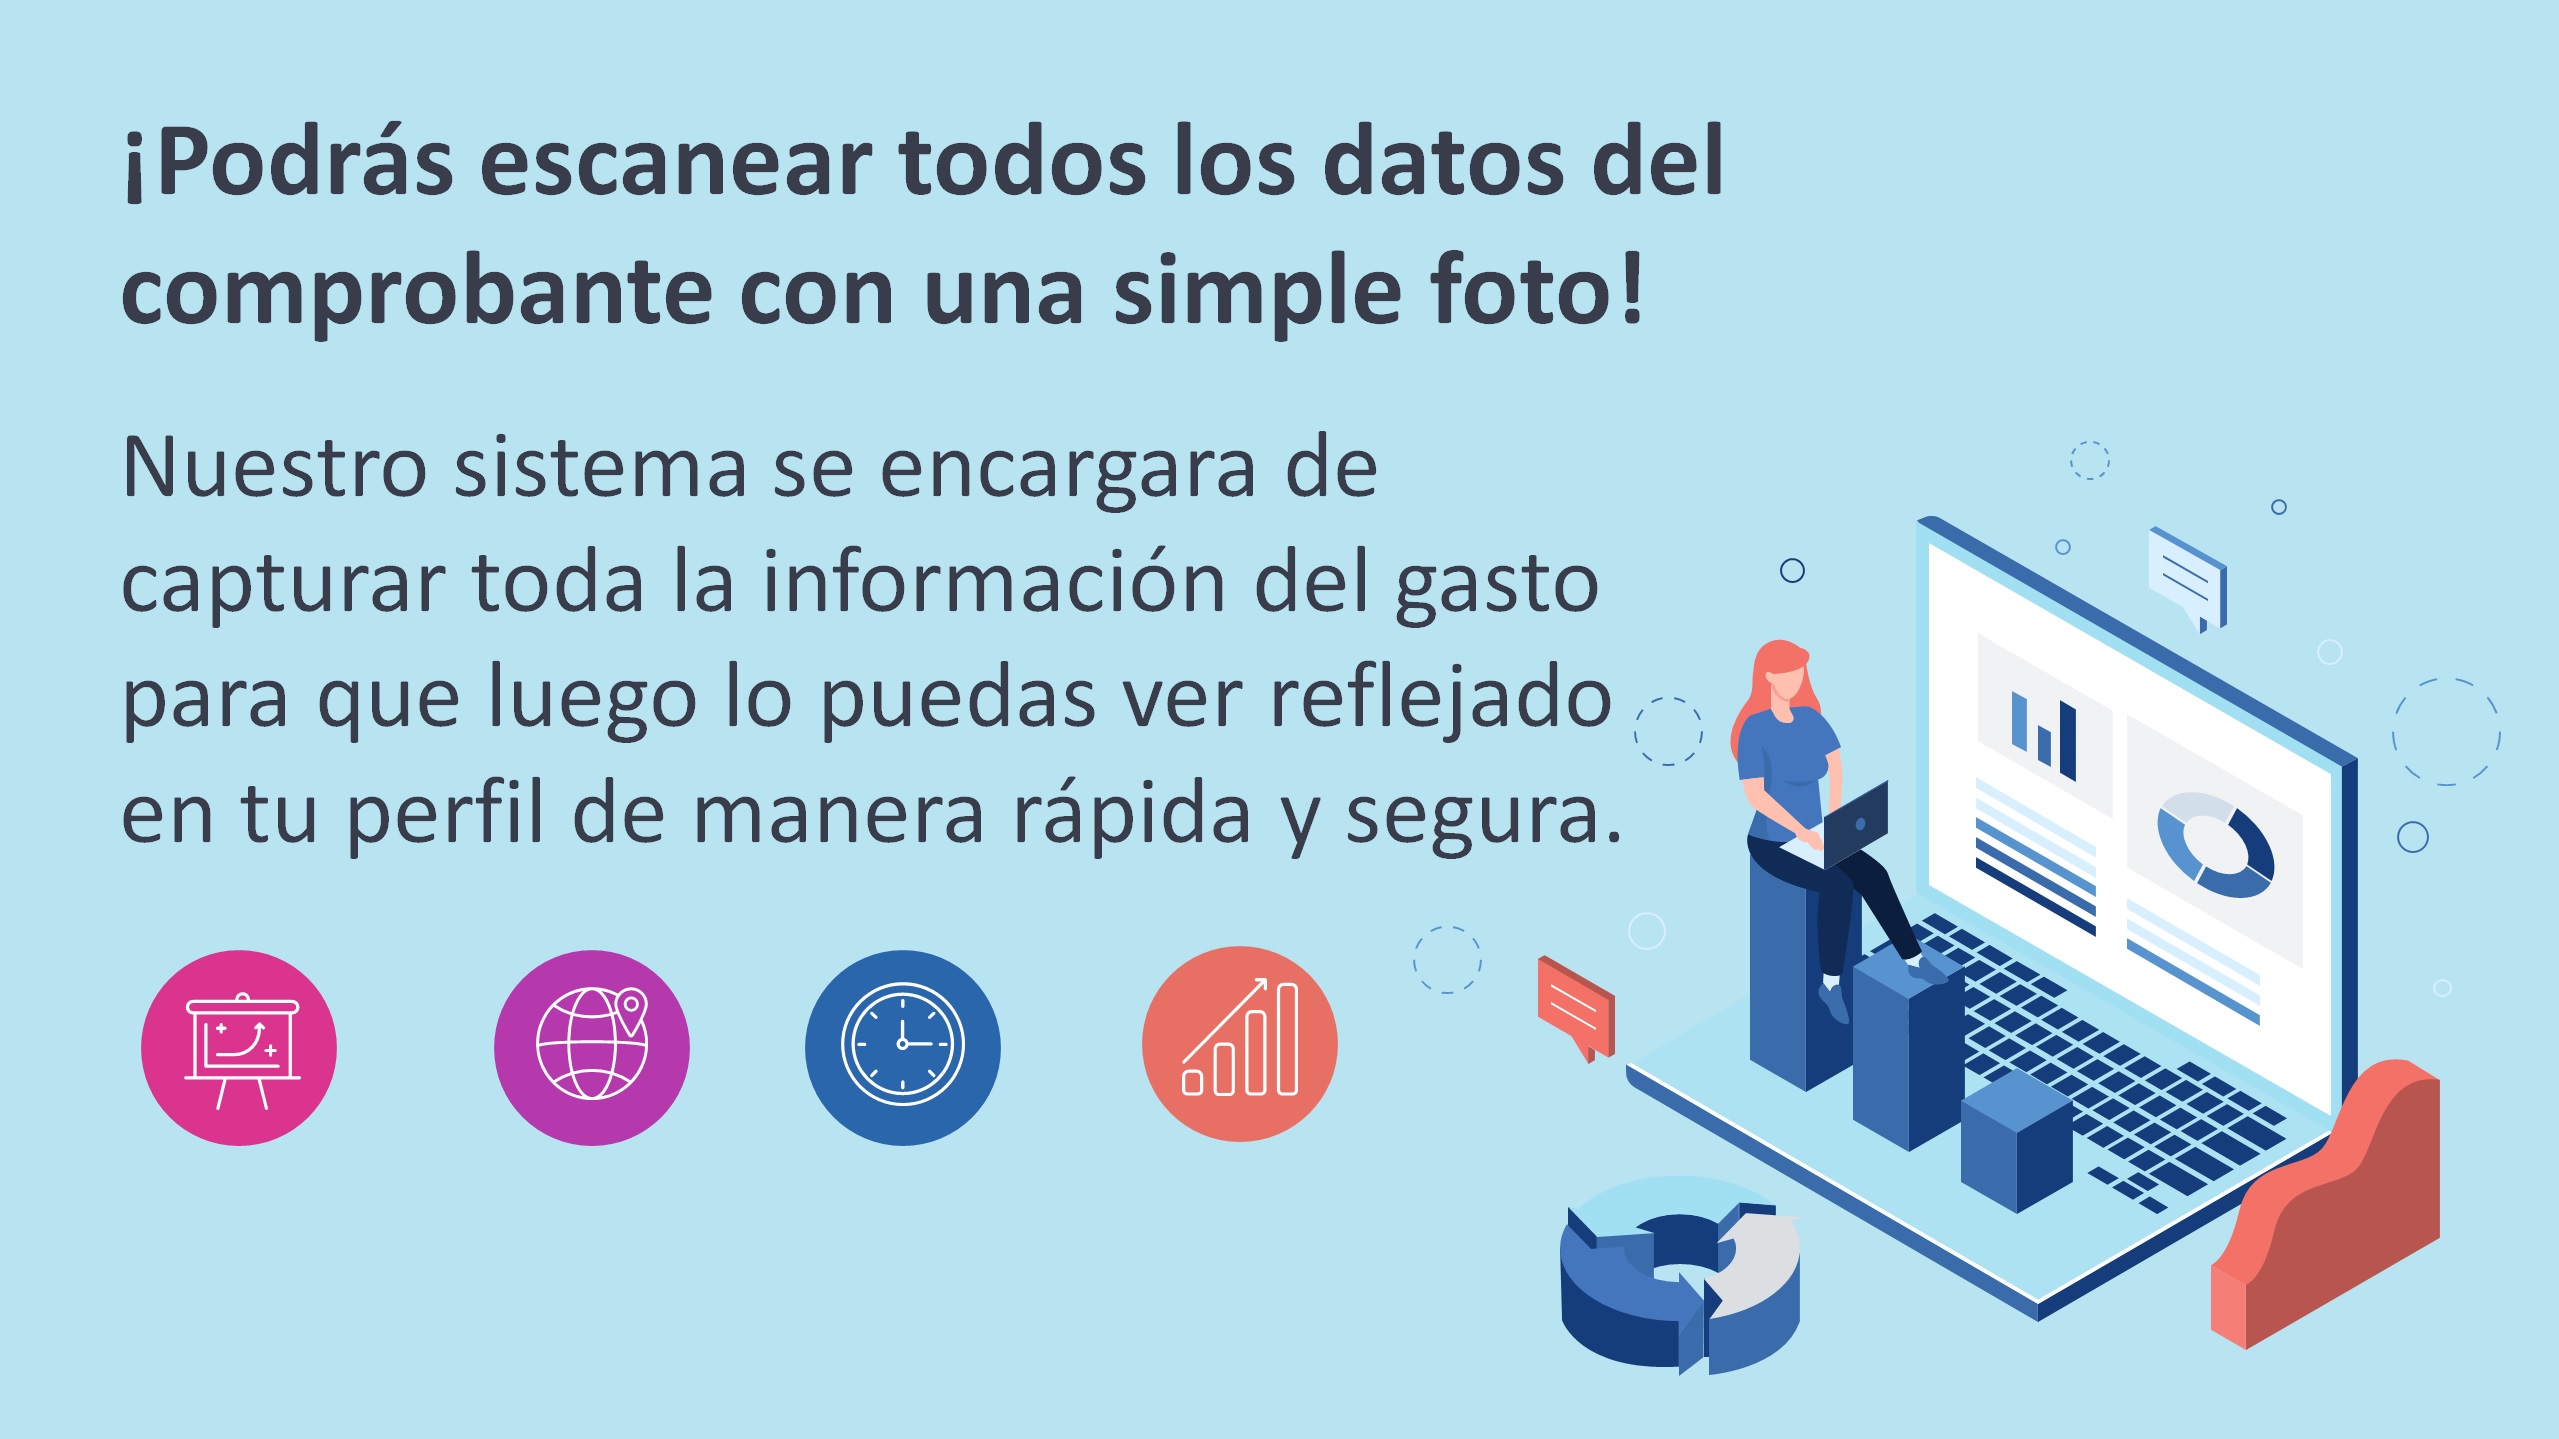 ¡Podrás escanear todos los datos del
comprobante con una simple foto!
Nuestro sistema se encargara de
capturar toda la información del gasto
para que luego lo puedas ver reflejado
en tu perfil de manera rápida y segura.